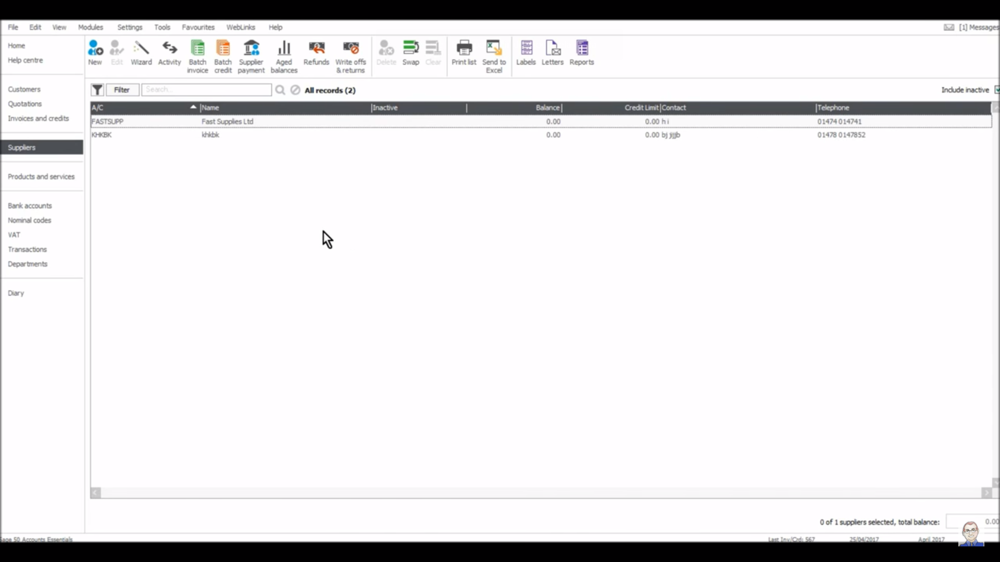 File Edit View Modules Settings Tools Favourites WebLinks Help [1] Messages
Home
Help centre
Customers
Quotations
Invoices and credits
Suppliers
Products and services
Bank accounts
Nominal codes
VAT
Transactions
Departments
Diary
New Edit Wizard Activity Batch invoice Batch credit Supplier payment Aged balances Refunds Write offs & returns Delete Swap Clear Print list Send to Excel Labels Letters Reports
Filter Search... All records (2) Include inactive
A/C Name Inactive Balance Credit Limit Contact Telephone
FASTSUPP Fast Supplies Ltd 0.00 0.00 h i 01474 014741
KHKBK khkbk 0.00 0.00 bj jijjb 01478 0147852
0 of 1 suppliers selected, total balance: 0.00
Sage 50 Accounts Essentials Last Inv/Crd: 567 25/04/2017 April 2017